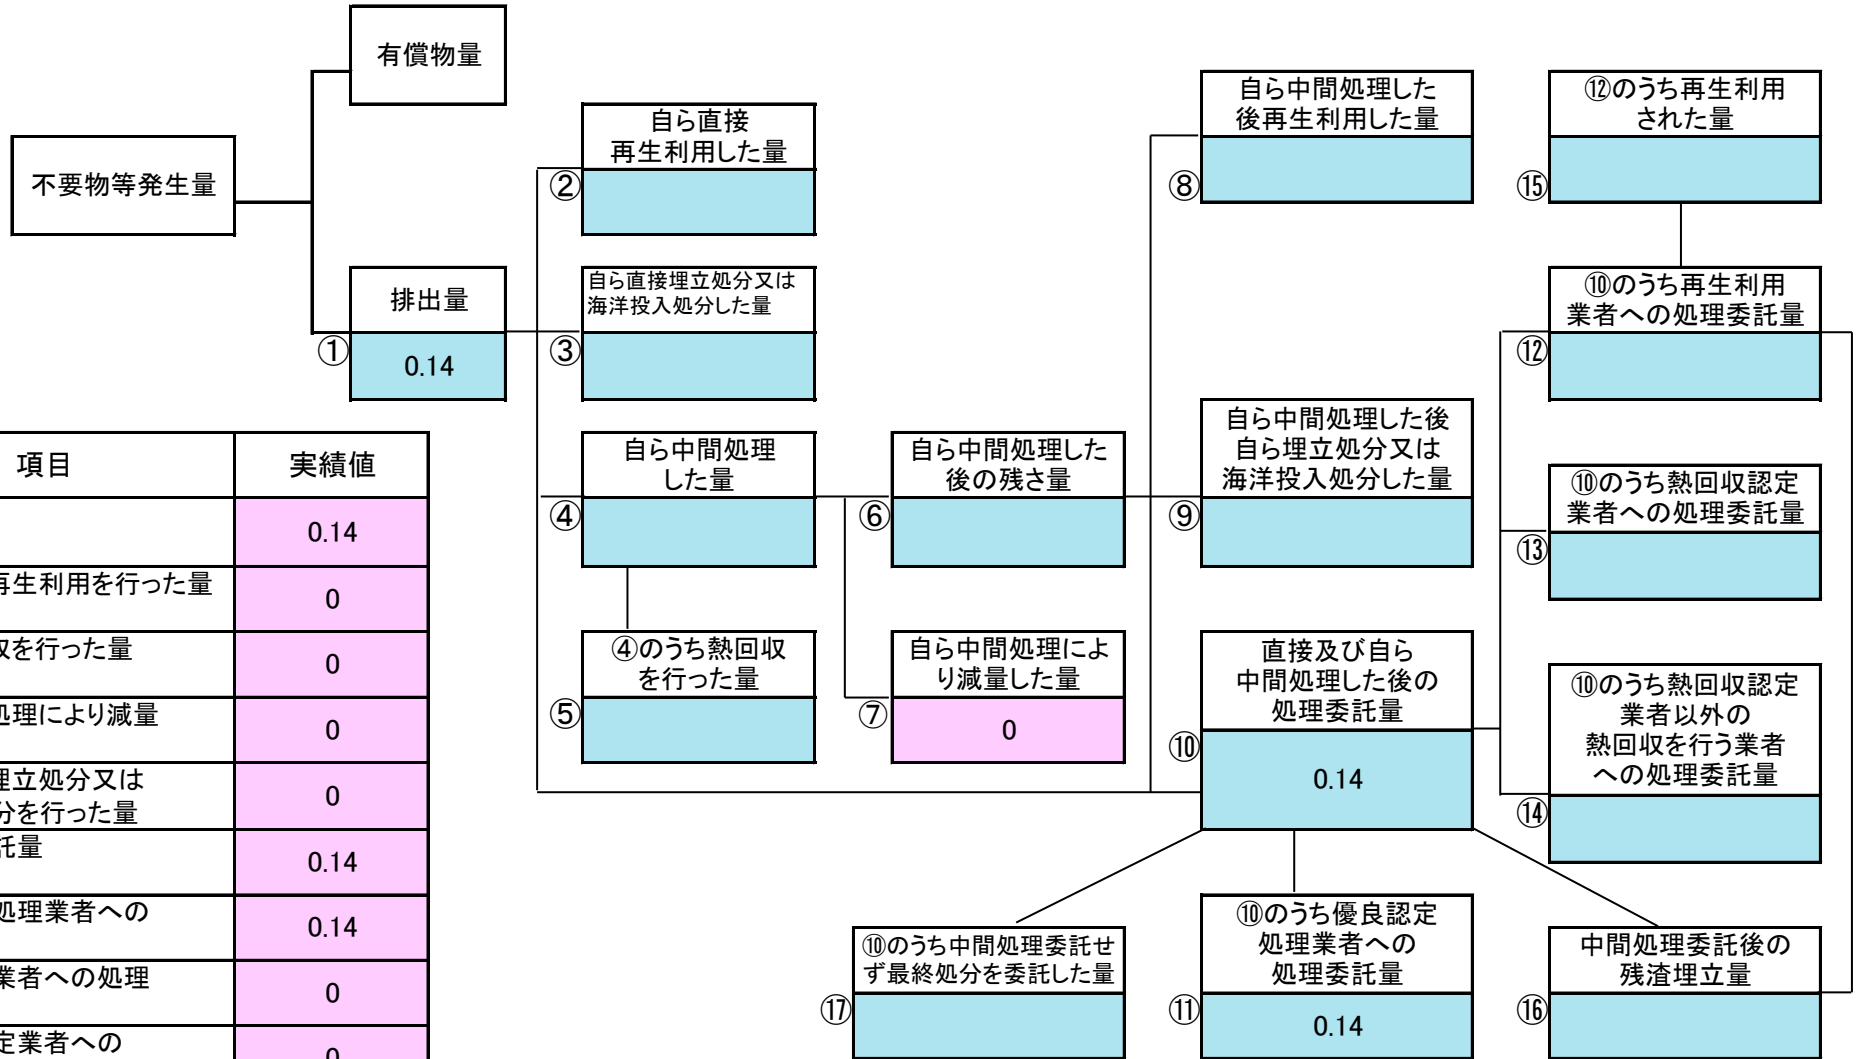 有償物量
不要物等発生量
排出量
①
0.14
自ら直接
再生利用した量
②
自ら直接埋立処分又は
海洋投入処分した量
③
自ら中間処理
した量
④
④のうち熱回収
を行った量
⑤
自ら中間処理した
後の残さ量
⑥
自ら中間処理によ
り減量した量
⑦
0
自ら中間処理した
後再生利用した量
⑧
自ら中間処理した後
自ら埋立処分又は
海洋投入処分した量
⑨
直接及び自ら
中間処理した後の
処理委託量
⑩
0.14
⑫のうち再生利用
された量
⑮
⑩のうち再生利用
業者への処理委託量
⑫
⑩のうち熱回収認定
業者への処理委託量
⑬
⑩のうち熱回収認定
業者以外の
熱回収を行う業者
への処理委託量
⑭
⑩のうち中間処理委託せ
ず最終処分を委託した量
⑰
⑩のうち優良認定
処理業者への
処理委託量
⑪
0.14
中間処理委託後の
残渣埋立量
⑯
項目
実績値
0.14
再生利用を行った量
0
を行った量
0
処理により減量
0
埋立処分又は
分を行った量
0
託量
0.14
処理業者への
0.14
業者への処理
0
定業者への
0